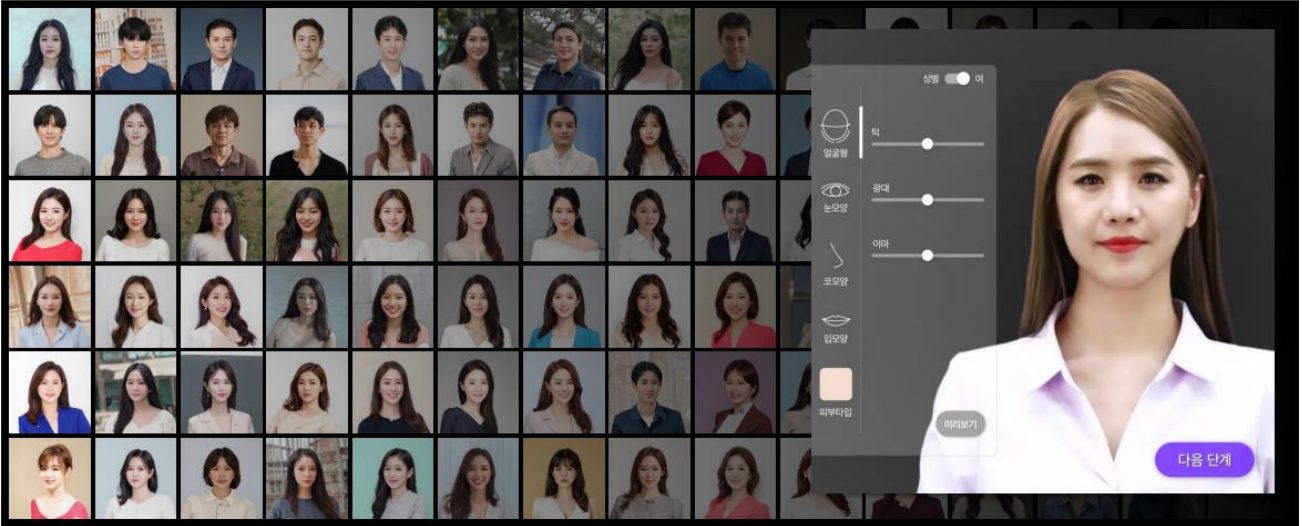 성별 여
얼굴형
턱
광대
눈모양
이마
코모양
입모양
피부타입
미리보기
다음 단계